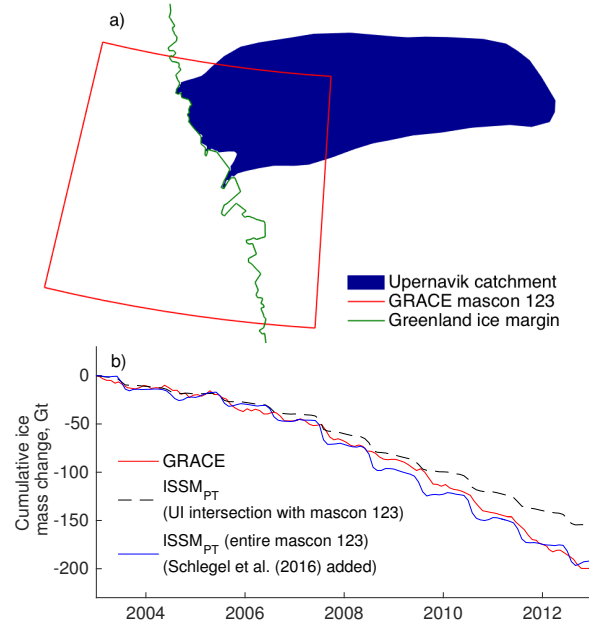 a)
Upernavik catchment
GRACE mascon 123
Greenland ice margin
b)
Cumulative ice
mass change, Gt
0
-50
-100
-150
-200
GRACE
ISSM_PT
(UI intersection with mascon 123)
ISSM_PT (entire mascon 123)
(Schlegel et al. (2016) added)
2004 2006 2008 2010 2012